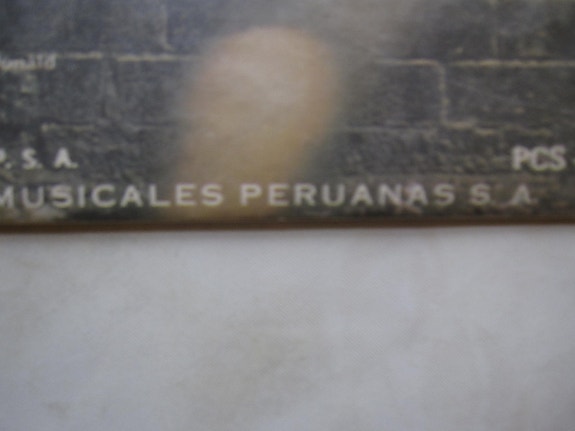 P. S. A.
PCS
MUSICALES PERUANAS S A